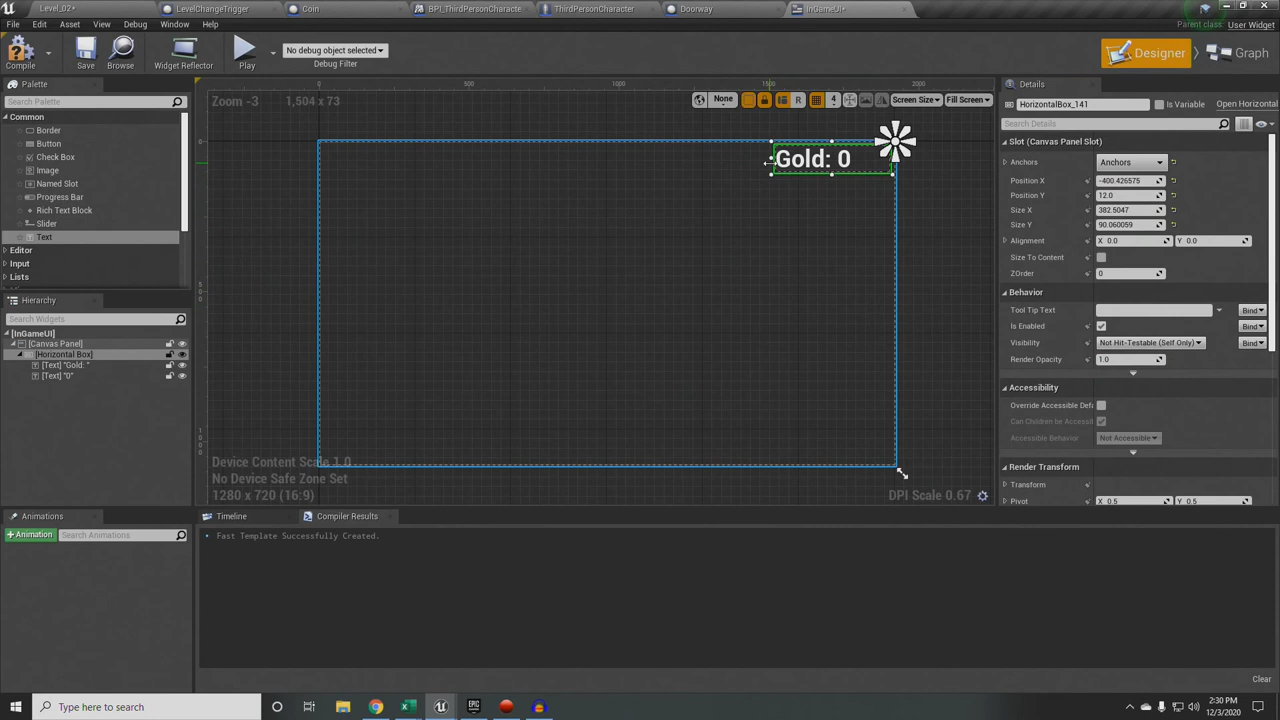 Level_02*
LevelChangeTrigger
Coin
BPI_ThirdPersonCharacte
ThirdPersonCharacter
Doorway
InGameUI*
File
Edit
Asset
View
Debug
Window
Help
Parent class:
User Widget
Compile
Save
Browse
Widget Reflector
Play
No debug object selected
Debug Filter
Designer
Graph
Palette
Search Palette
Common
Border
Button
Check Box
Image
Named Slot
Progress Bar
Rich Text Block
Slider
Text
Editor
Input
Lists
Hierarchy
Search Widgets
[InGameUI]
[Canvas Panel]
[Horizontal Box]
[Text] "Gold: "
[Text] "0"
Animations
+ Animation
Search Animations
0
500
1000
1500
2000
Zoom -3
1,504 x 73
None
R
4
Screen Size
Fill Screen
0
500
1000
Gold: 0
Device Content Scale 1.0
No Device Safe Zone Set
1280 x 720 (16:9)
DPI Scale 0.67
Timeline
Compiler Results
Fast Template Successfully Created.
Clear
Details
HorizontalBox_141
Is Variable
Open Horizontal
Search Details
Slot (Canvas Panel Slot)
Anchors
Anchors
Position X
-400.426575
Position Y
12.0
Size X
382.5047
Size Y
90.060059
Alignment
X 0.0
Y 0.0
Size To Content
ZOrder
0
Behavior
Tool Tip Text
Bind
Is Enabled
Bind
Visibility
Not Hit-Testable (Self Only)
Bind
Render Opacity
1.0
Accessibility
Override Accessible Defa
Can Children be Accessil
Accessible Behavior
Not Accessible
Render Transform
Transform
Pivot
X 0.5
Y 0.5
Type here to search
EPIC
2:30 PM
12/3/2020